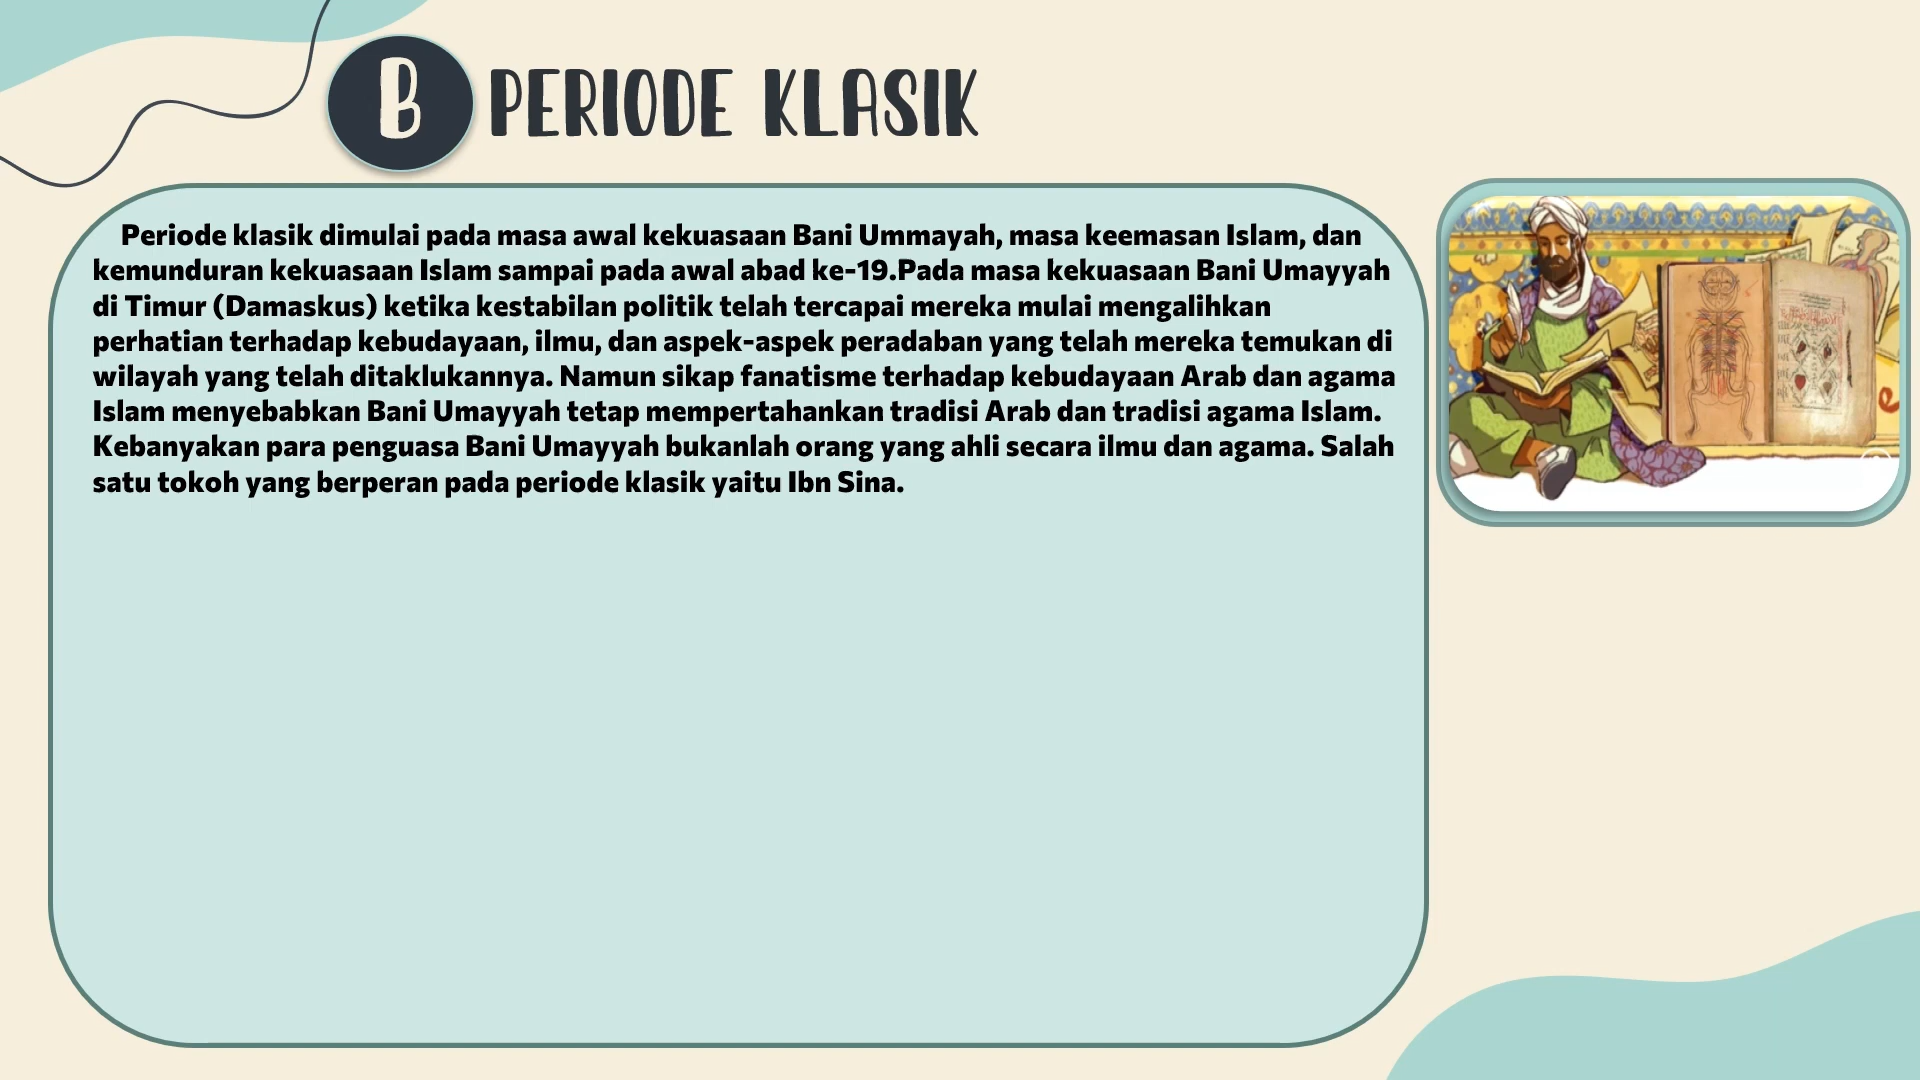 B PERIODE KLASIK
Periode klasik dimulai pada masa awal kekuasaan Bani Ummayah, masa keemasan Islam, dan
kemunduran kekuasaan Islam sampai pada awal abad ke-19.Pada masa kekuasaan Bani Umayyah
di Timur (Damaskus) ketika kestabilan politik telah tercapai mereka mulai mengalihkan
perhatian terhadap kebudayaan, ilmu, dan aspek-aspek peradaban yang telah mereka temukan di
wilayah yang telah ditaklukannya. Namun sikap fanatisme terhadap kebudayaan Arab dan agama
Islam menyebabkan Bani Umayyah tetap mempertahankan tradisi Arab dan tradisi agama Islam.
Kebanyakan para penguasa Bani Umayyah bukanlah orang yang ahli secara ilmu dan agama. Salah
satu tokoh yang berperan pada periode klasik yaitu Ibn Sina.